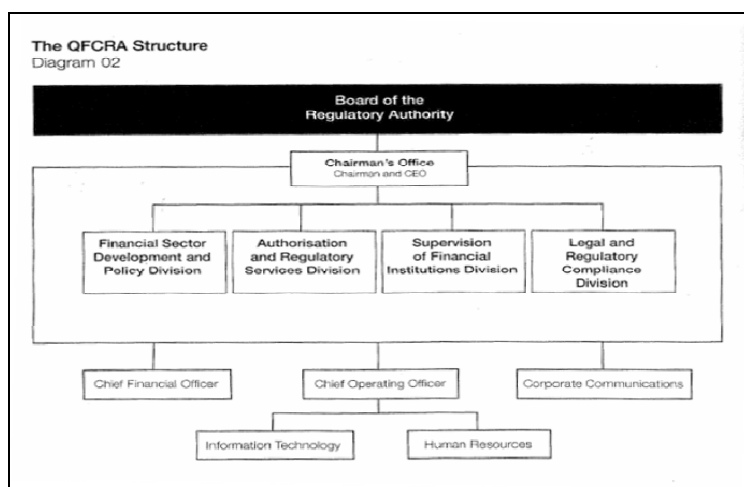 The QFCRA Structure
Diagram 02
Board of the
Regulatory Authority
Chairman's Office
Chairman and CEO
Financial Sector
Development and
Policy Division
Authorisation
and Regulatory
Services Division
Supervision
of Financial
Institutions Division
Legal and
Regulatory
Compliance
Division
Chief Financial Officer
Chief Operating Officer
Corporate Communications
Information Technology
Human Resources